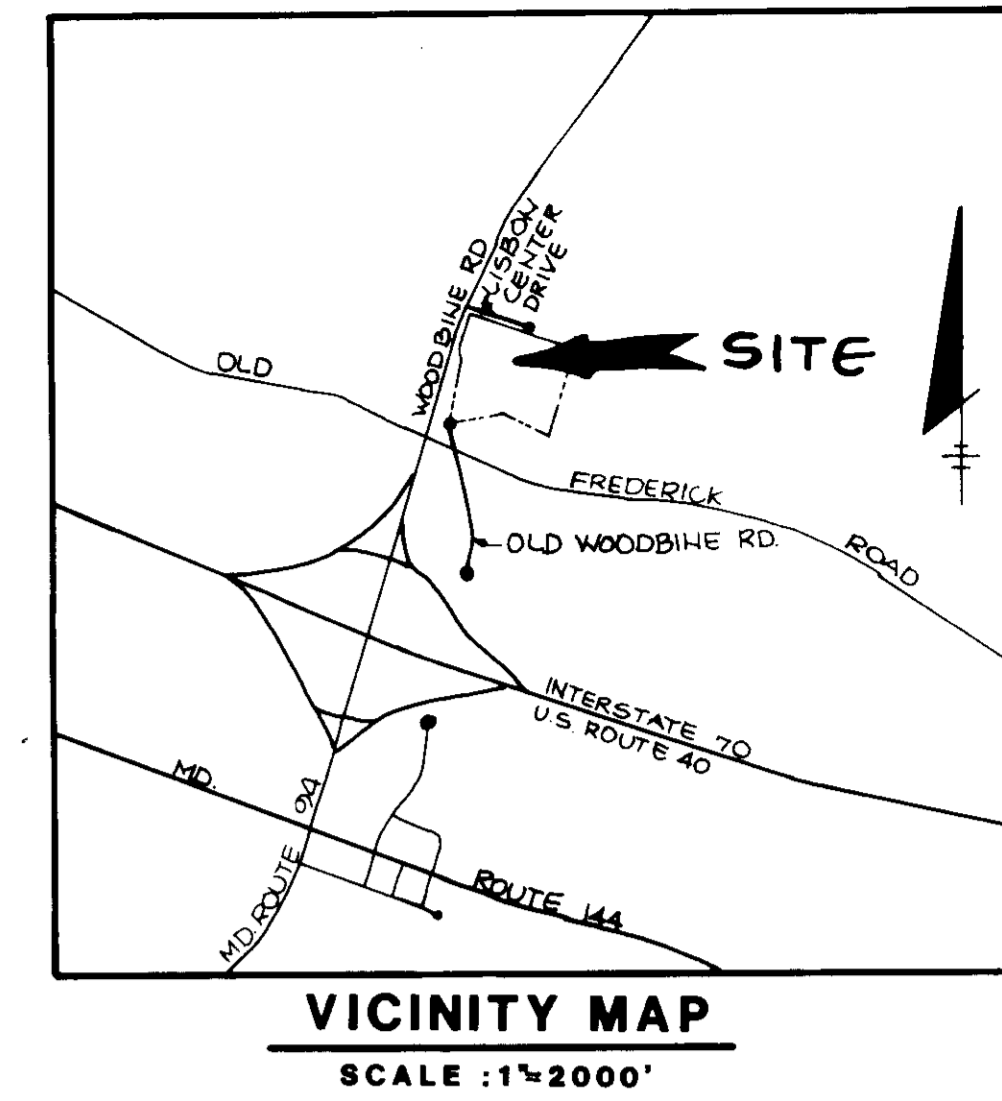 LISBON
CENTER
DRIVE
WOODBINE RD
SITE
OLD
FREDERICK
ROAD
OLD WOODBINE RD.
INTERSTATE 70
U.S. ROUTE 40
MD.
ROUTE 144
MD. ROUTE 94
VICINITY MAP
SCALE : 1"=2000'